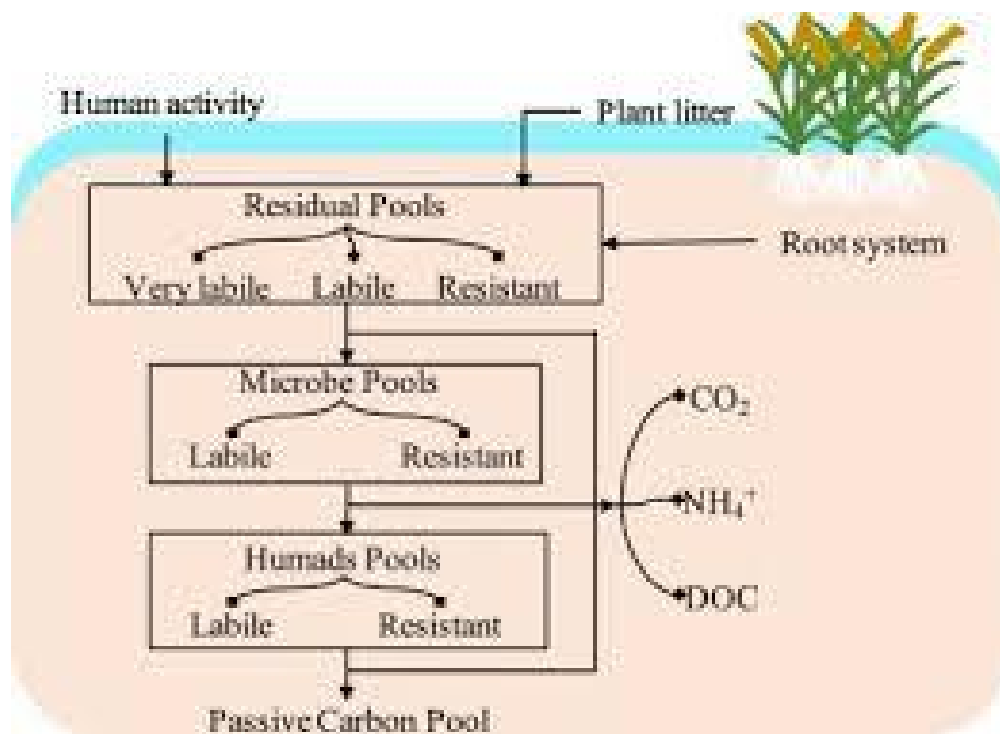 Human activity
Plant litter
Residual Pools
Root system
Very labile Labile Resistant
Microbe Pools
CO₂
Labile Resistant
NH₄⁺
Humads Pools
DOC
Labile Resistant
Passive Carbon Pool